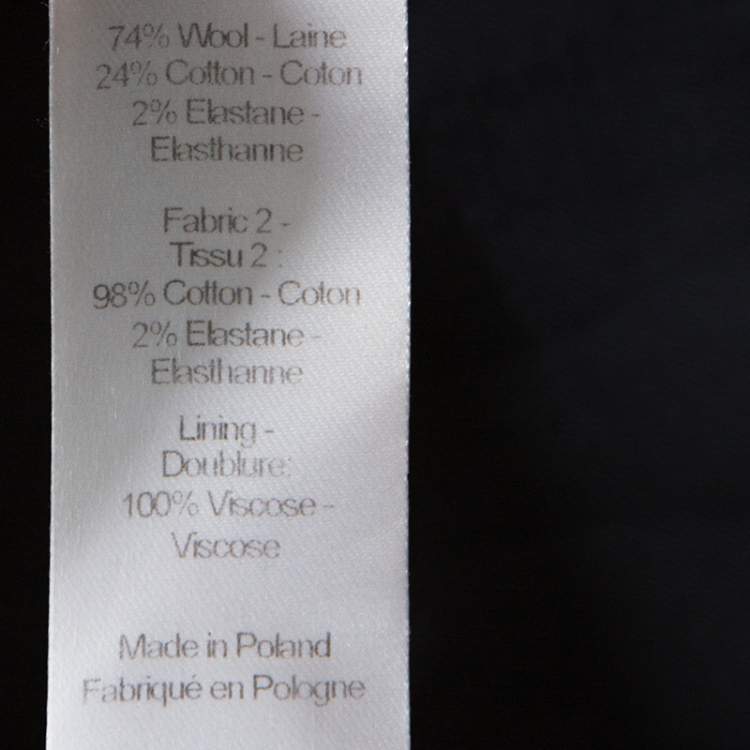 74% Wool - Laine
24% Cotton - Coton
2% Elastane -
Elasthanne
Fabric 2 -
Tissu 2 :
98% Cotton - Coton
2% Elastane -
Elasthanne
Lining -
Doublure:
100% Viscose -
Viscose
Made in Poland
Fabriqué en Pologne